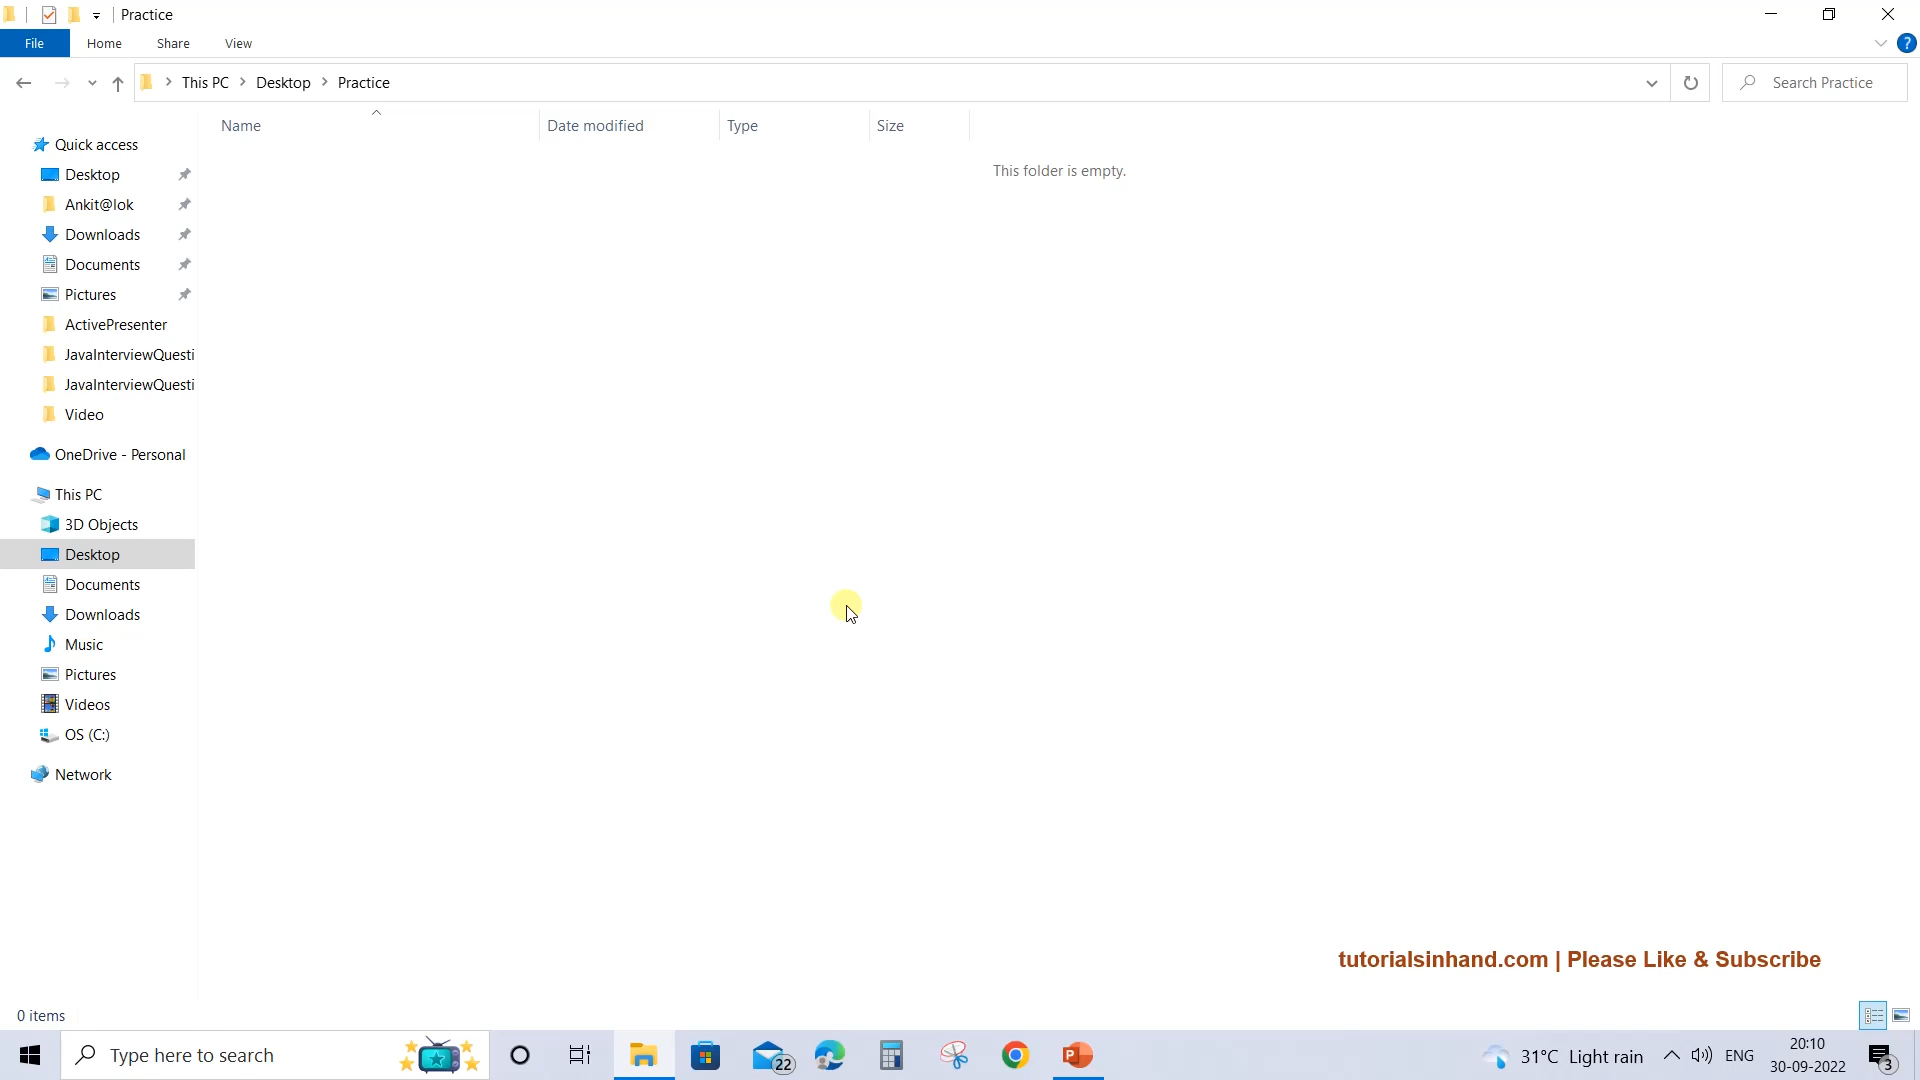 Practice
File Home Share View
?
This PC > Desktop > Practice
Search Practice
Name Date modified Type Size
This folder is empty.
Quick access
Desktop
Ankit@lok
Downloads
Documents
Pictures
ActivePresenter
JavaInterviewQuesti
JavaInterviewQuesti
Video
OneDrive - Personal
This PC
3D Objects
Desktop
Documents
Downloads
Music
Pictures
Videos
OS (C:)
Network
tutorialsinhand.com | Please Like & Subscribe
0 items
Type here to search
22
P
31°C Light rain
ENG
20:10
30-09-2022
3